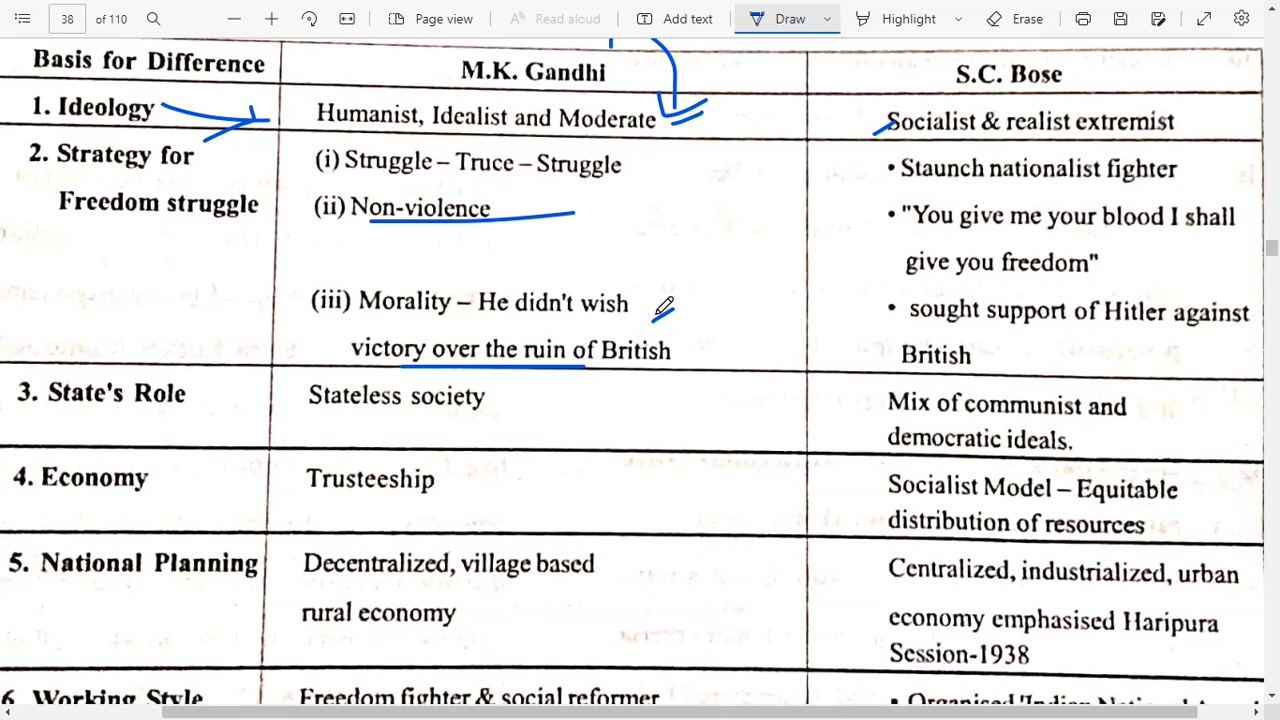 38 of 110 Page view Read aloud Add text Draw Highlight Erase
Basis for Difference M.K. Gandhi S.C. Bose
1. Ideology Humanist, Idealist and Moderate Socialist & realist extremist
2. Strategy for (i) Struggle – Truce – Struggle • Staunch nationalist fighter
Freedom struggle (ii) Non-violence • "You give me your blood I shall
give you freedom"
(iii) Morality – He didn't wish • sought support of Hitler against
victory over the ruin of British British
3. State's Role Stateless society Mix of communist and
democratic ideals.
4. Economy Trusteeship Socialist Model – Equitable
distribution of resources
5. National Planning Decentralized, village based Centralized, industrialized, urban
rural economy economy emphasised Haripura
Session-1938
6 Working Style Freedom fighter & social reformer • Organised 'Indian National